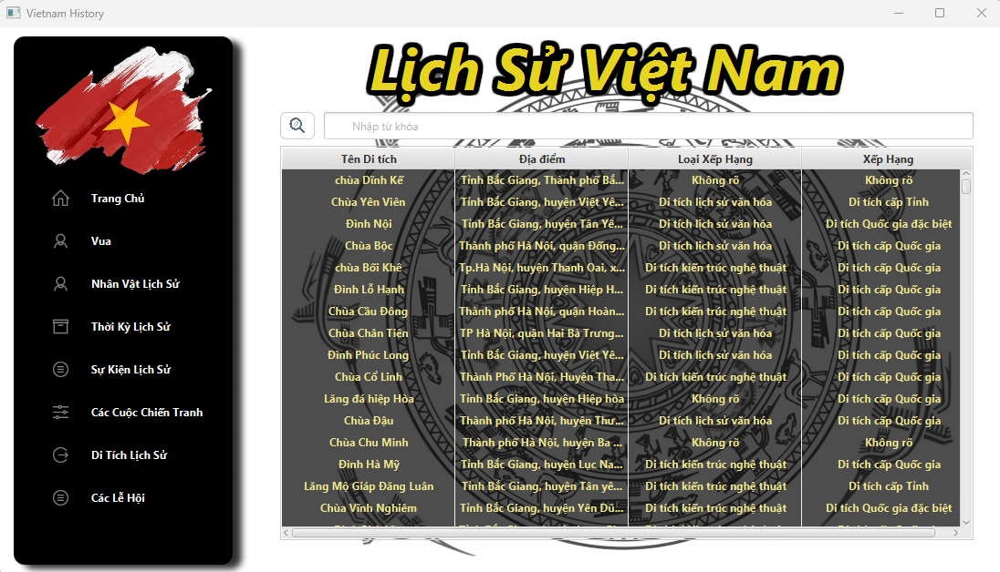 Vietnam History
Lịch Sử Việt Nam
Nhập từ khóa
Trang Chủ
Vua
Nhân Vật Lịch Sử
Thời Kỳ Lịch Sử
Sự Kiện Lịch Sử
Các Cuộc Chiến Tranh
Di Tích Lịch Sử
Các Lễ Hội
Tên Di tích Địa điểm Loại Xếp Hạng Xếp Hạng
chùa Dĩnh Kế Tỉnh Bắc Giang, Thành phố Bắ... Không rõ Không rõ
Chùa Yên Viên Tỉnh Bắc Giang, huyện Việt Yê... Di tích lịch sử văn hóa Di tích cấp Tỉnh
Đình Nội Tỉnh Bắc Giang, huyện Tân Yê... Di tích lịch sử văn hóa Di tích Quốc gia đặc biệt
Chùa Bộc Thành phố Hà Nội, quận Đống... Di tích lịch sử văn hóa Di tích cấp Quốc gia
chùa Bối Khê Tp.Hà Nội, huyện Thanh Oai, x... Di tích kiến trúc nghệ thuật Di tích cấp Quốc gia
Đình Lỗ Hạnh Tỉnh Bắc Giang, huyện Hiệp H... Di tích kiến trúc nghệ thuật Di tích cấp Quốc gia
Chùa Cầu Đông Thành phố Hà Nội, quận Hoàn... Di tích kiến trúc nghệ thuật Di tích cấp Quốc gia
Chùa Chân Tiên TP Hà Nội, quận Hai Bà Trưng... Di tích lịch sử văn hóa Di tích cấp Quốc gia
Đình Phúc Long Tỉnh Bắc Giang, huyện Việt Yê... Di tích lịch sử văn hóa Di tích cấp Quốc gia
Chùa Cổ Linh Thành Phố Hà Nội, Huyện Tha... Di tích kiến trúc nghệ thuật Di tích cấp Quốc gia
Lăng đá hiệp Hòa Tỉnh Bắc Giang, huyện Hiệp hòa Không rõ Di tích cấp Quốc gia
Chùa Đậu Thành phố Hà Nội, huyện Thư... Di tích lịch sử văn hóa Di tích cấp Quốc gia
Chùa Chu Minh Thành phố Hà Nội, huyện Ba ... Không rõ Không rõ
Đình Hà Mỹ Tỉnh Bắc Giang, huyện Lục Na... Di tích kiến trúc nghệ thuật Di tích cấp Quốc gia
Lăng Mộ Giáp Đăng Luân Tỉnh Bắc Giang, huyện Tân yê... Di tích kiến trúc nghệ thuật Di tích cấp Tỉnh
Chùa Vĩnh Nghiêm Tỉnh Bắc Giang, huyện Yên Dũ... Di tích kiến trúc nghệ thuật Di tích Quốc gia đặc biệt